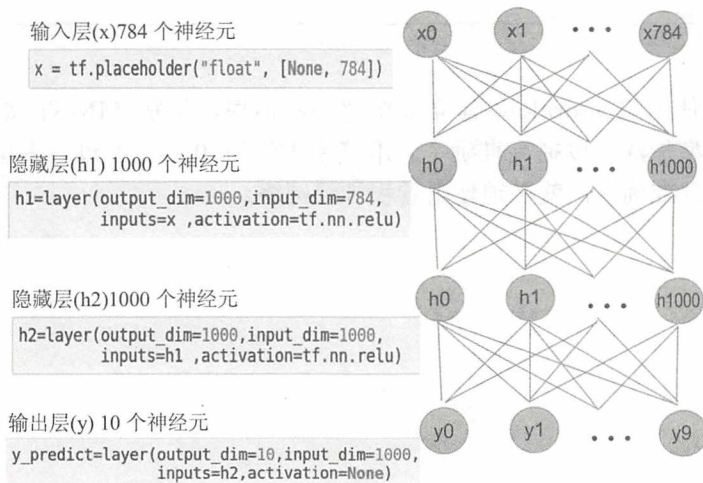 输入层(x)784 个神经元
x = tf.placeholder("float", [None, 784])
x0 x1 ··· x784
隐藏层(h1) 1000 个神经元
h1=layer(output_dim=1000,input_dim=784,
inputs=x ,activation=tf.nn.relu)
h0 h1 ··· h1000
隐藏层(h2)1000 个神经元
h2=layer(output_dim=1000,input_dim=1000,
inputs=h1 ,activation=tf.nn.relu)
h0 h1 ··· h1000
输出层(y) 10 个神经元
y_predict=layer(output_dim=10,input_dim=1000,
inputs=h2,activation=None)
y0 y1 ··· y9